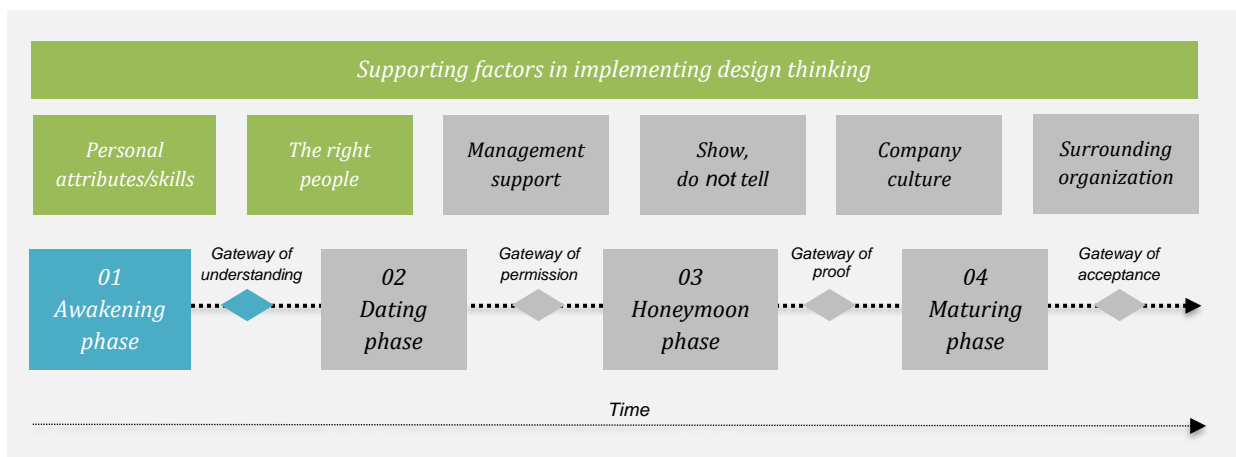 Supporting factors in implementing design thinking
Personal
attributes/skills
The right
people
Management
support
Show,
do not tell
Company
culture
Surrounding
organization
01
Awakening
phase
Gateway of
understanding
02
Dating
phase
Gateway of
permission
03
Honeymoon
phase
Gateway of
proof
04
Maturing
phase
Gateway of
acceptance
Time